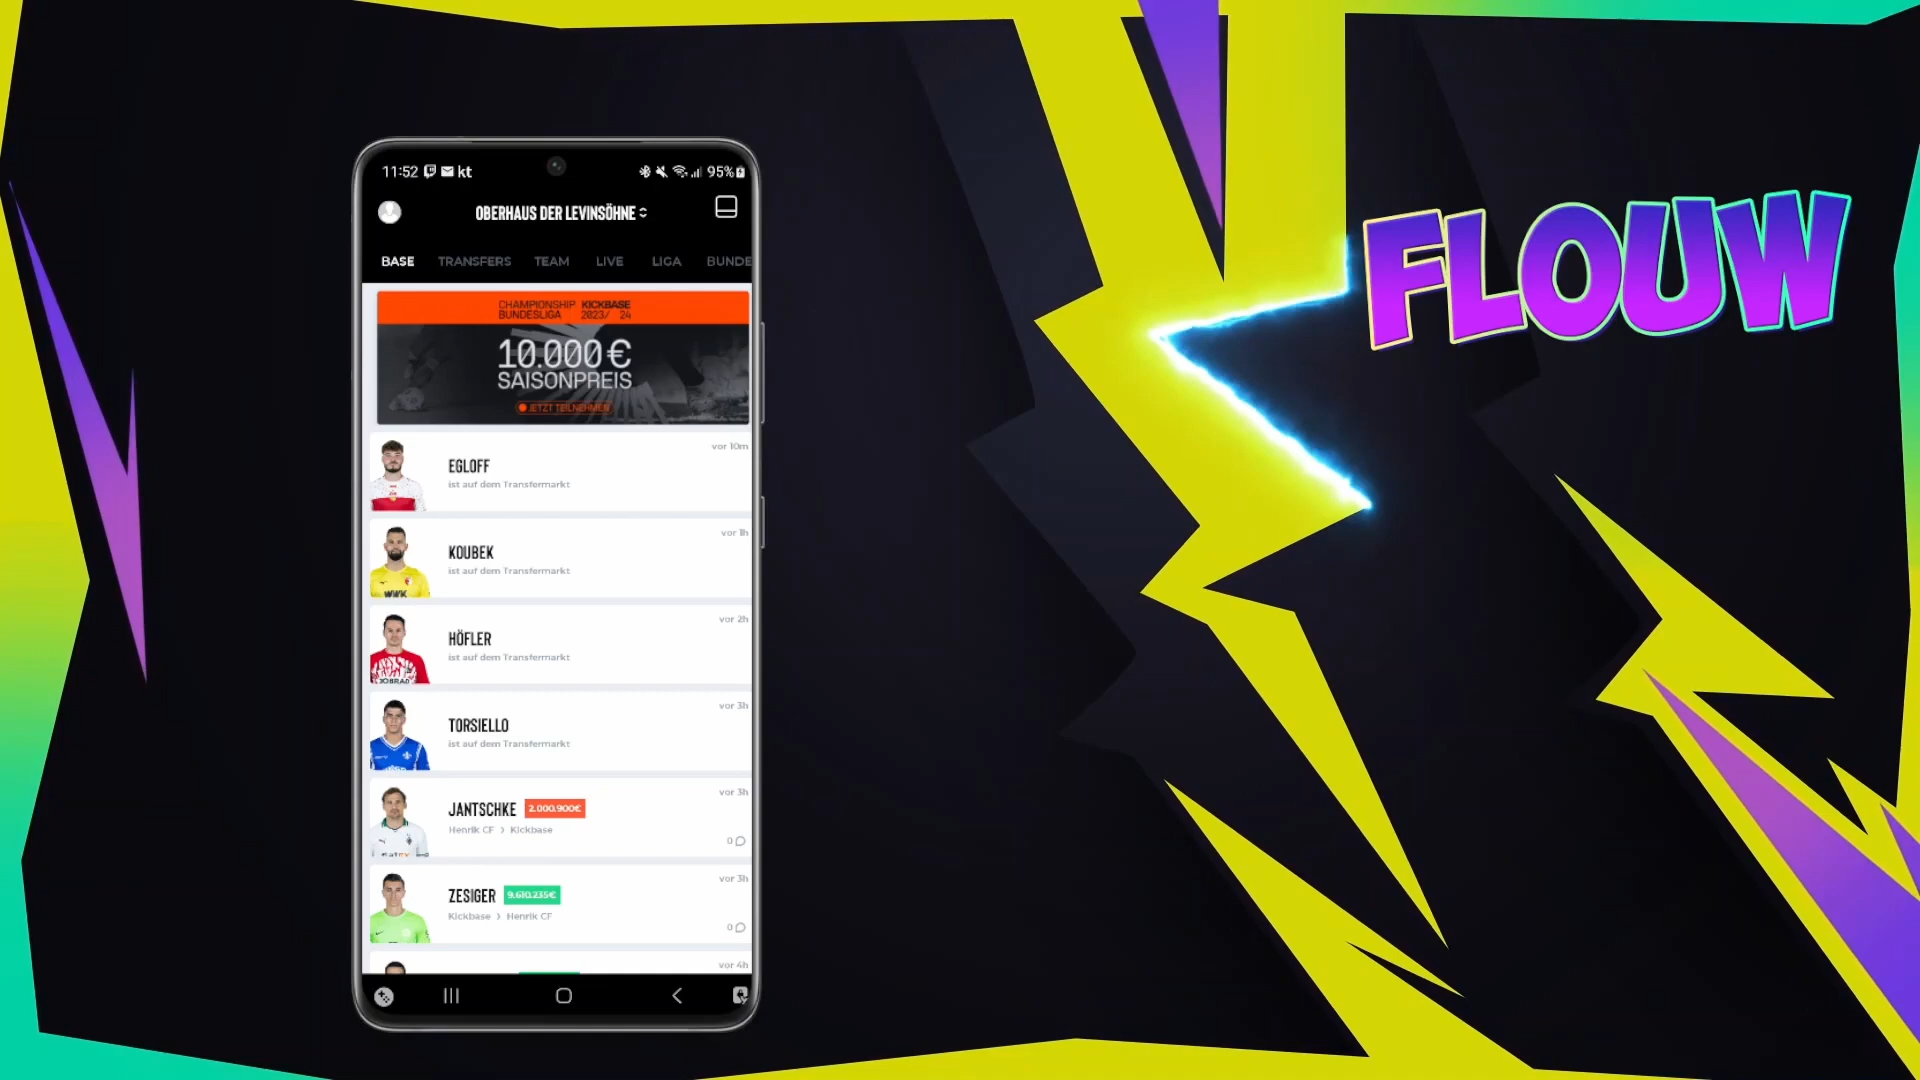 11:52 kt 95%
OBERHAUS DER LEVINSÖHNE
BASE TRANSFERS TEAM LIVE LIGA BUNDE
CHAMPIONSHIP KICKBASE
BUNDESLIGA 2023/ 24
10.000 €
SAISONPREIS
JETZT TEILNEHMEN
vor 10m
EGLOFF
ist auf dem Transfermarkt
vor 1h
KOUBEK
ist auf dem Transfermarkt
WWK
vor 2h
HÖFLER
ist auf dem Transfermarkt
JOBRAD
vor 3h
TORSIELLO
ist auf dem Transfermarkt
vor 3h
JANTSCHKE 2.000.900€
Henrik CF > Kickbase
0
vor 3h
ZESIGER 9.610.235€
Kickbase > Henrik CF
0
vor 4h
FLOUW